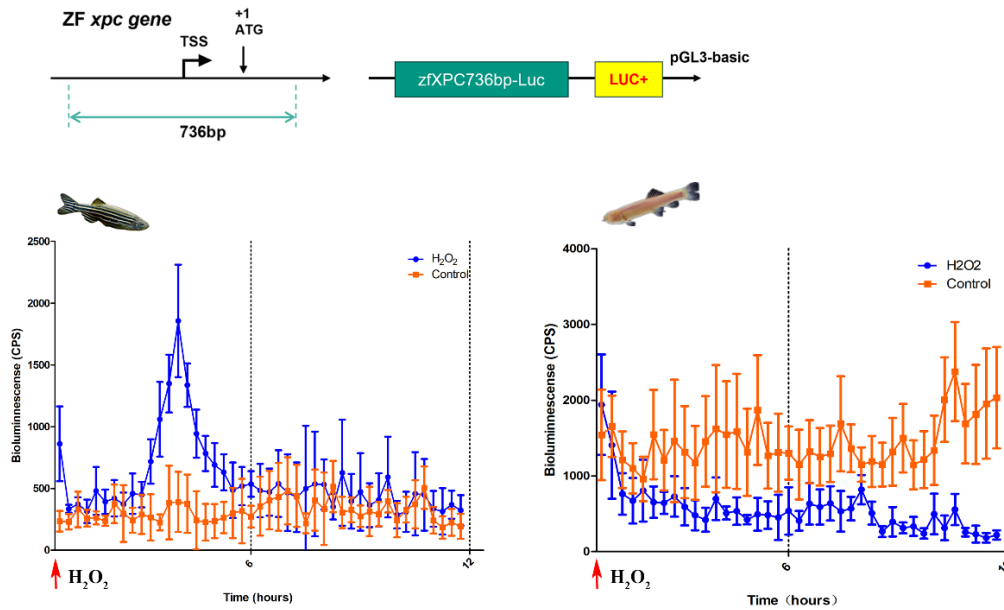 ZF xpc gene
TSS
+1
ATG
736bp
zfXPC736bp-Luc
LUC+
pGL3-basic
2500
2000
1500
1000
500
0
Bioluminnescense (CPS)
H₂O₂
Control
6
12
H₂O₂
Time (hours)
4000
3000
2000
1000
0
Bioluminnescense (CPS)
H2O2
Control
6
H₂O₂
Time（hours）